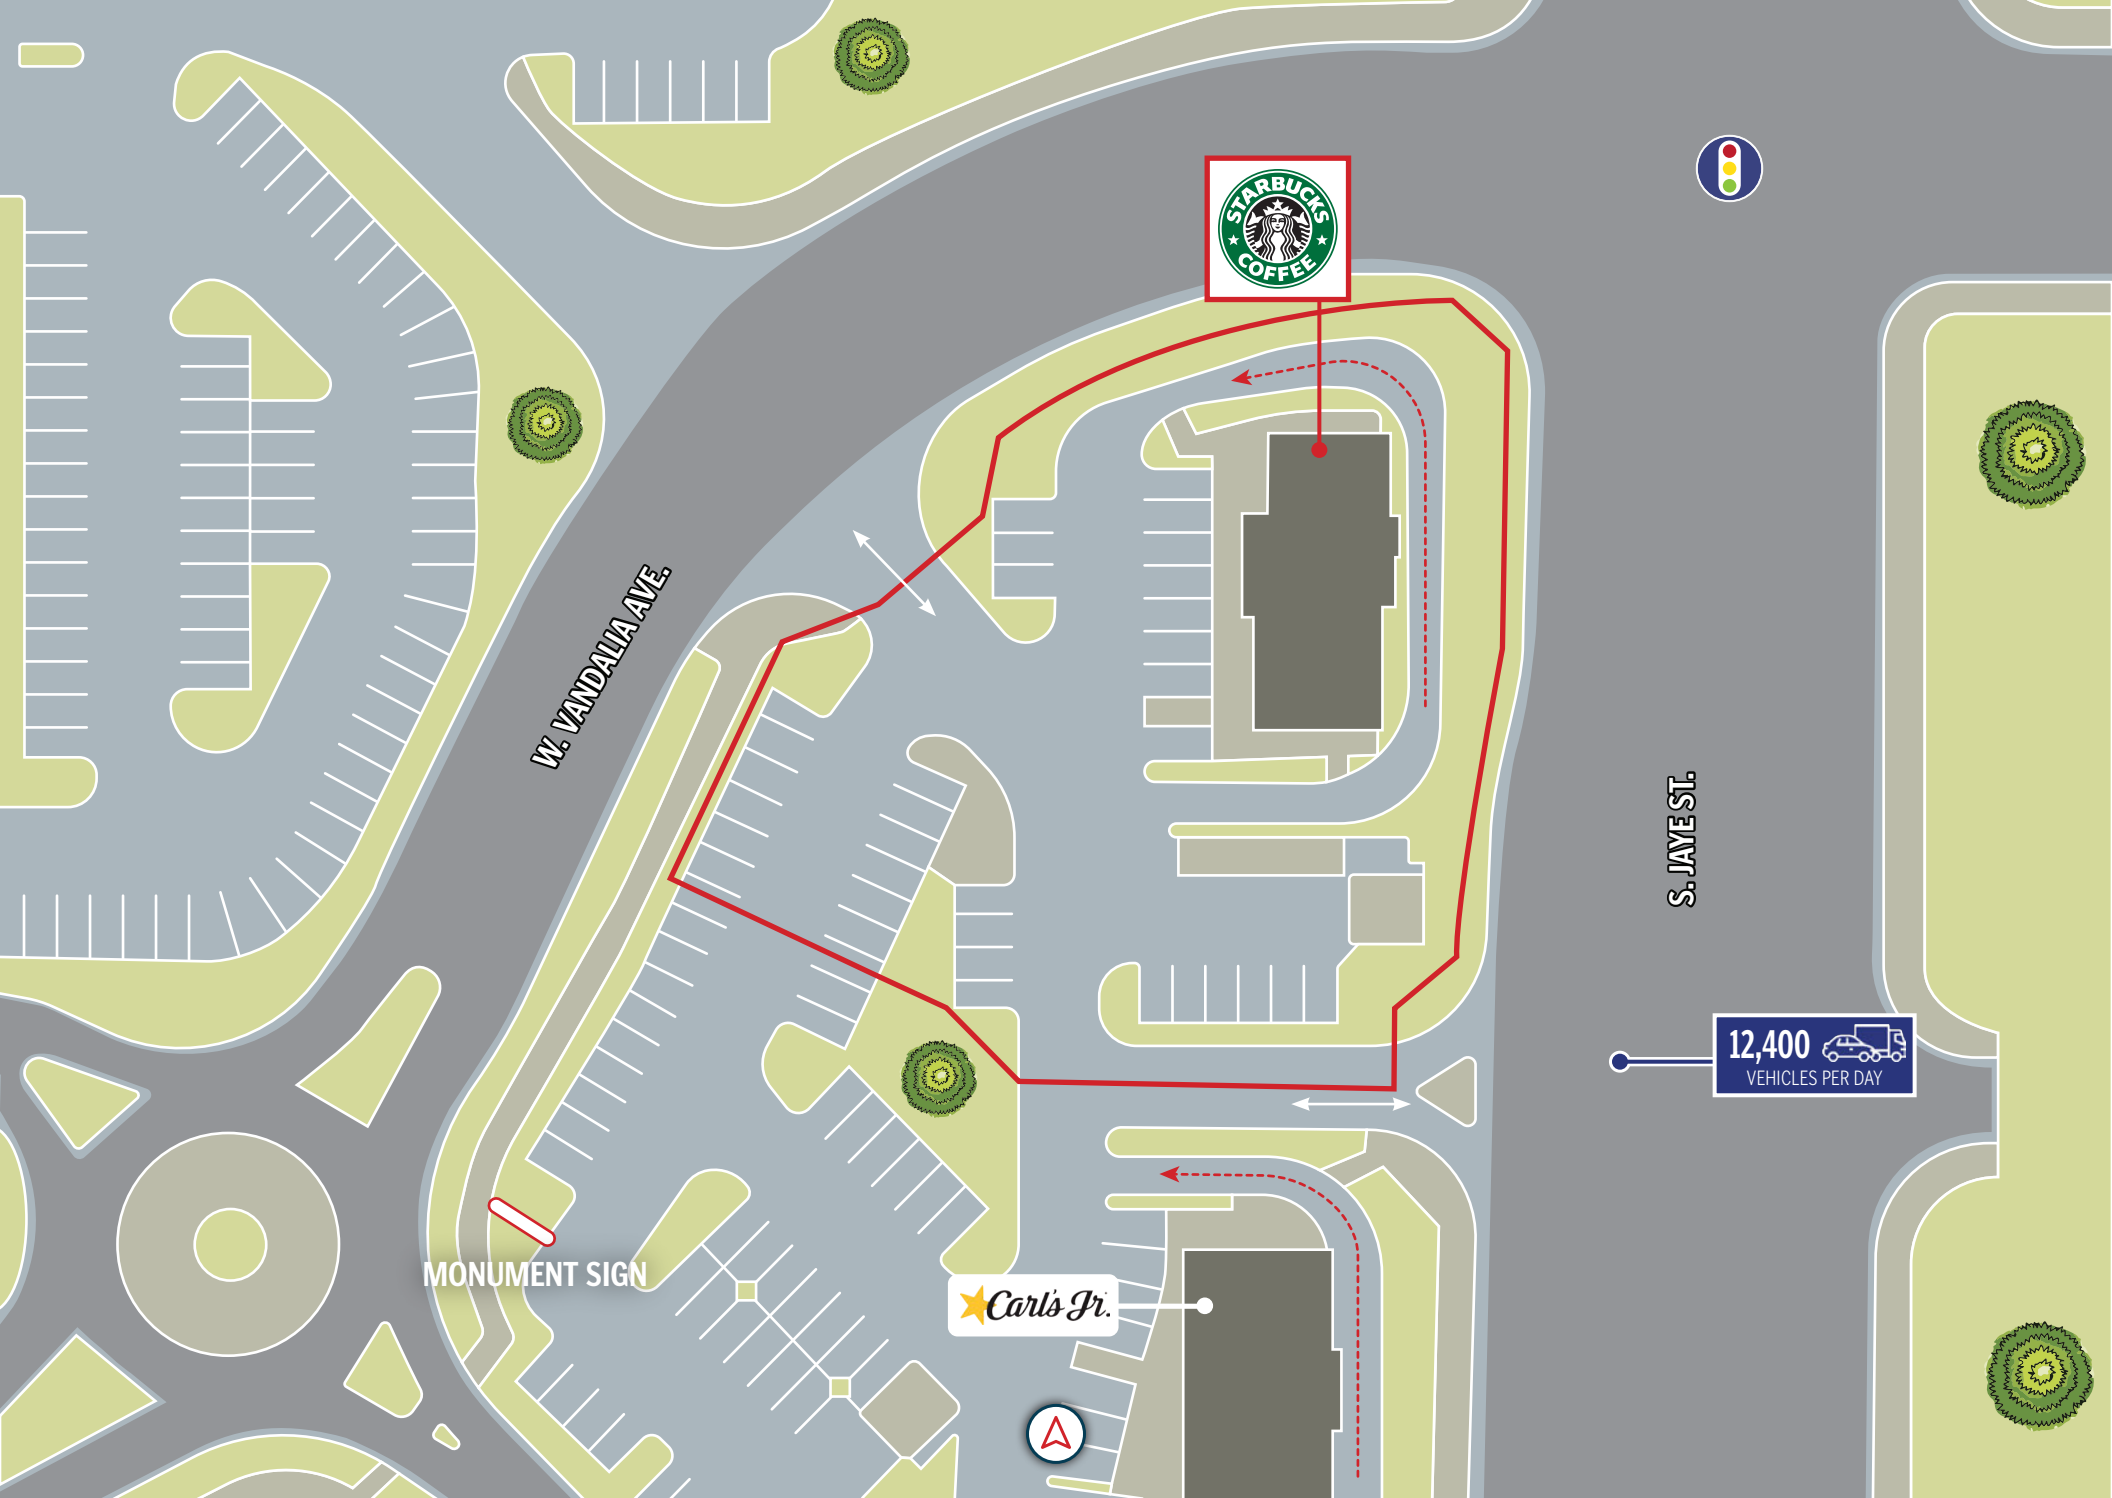 STARBUCKS
COFFEE
W. VANDALIA AVE.
S. JAYE ST.
12,400
VEHICLES PER DAY
MONUMENT SIGN
Carl's Jr.